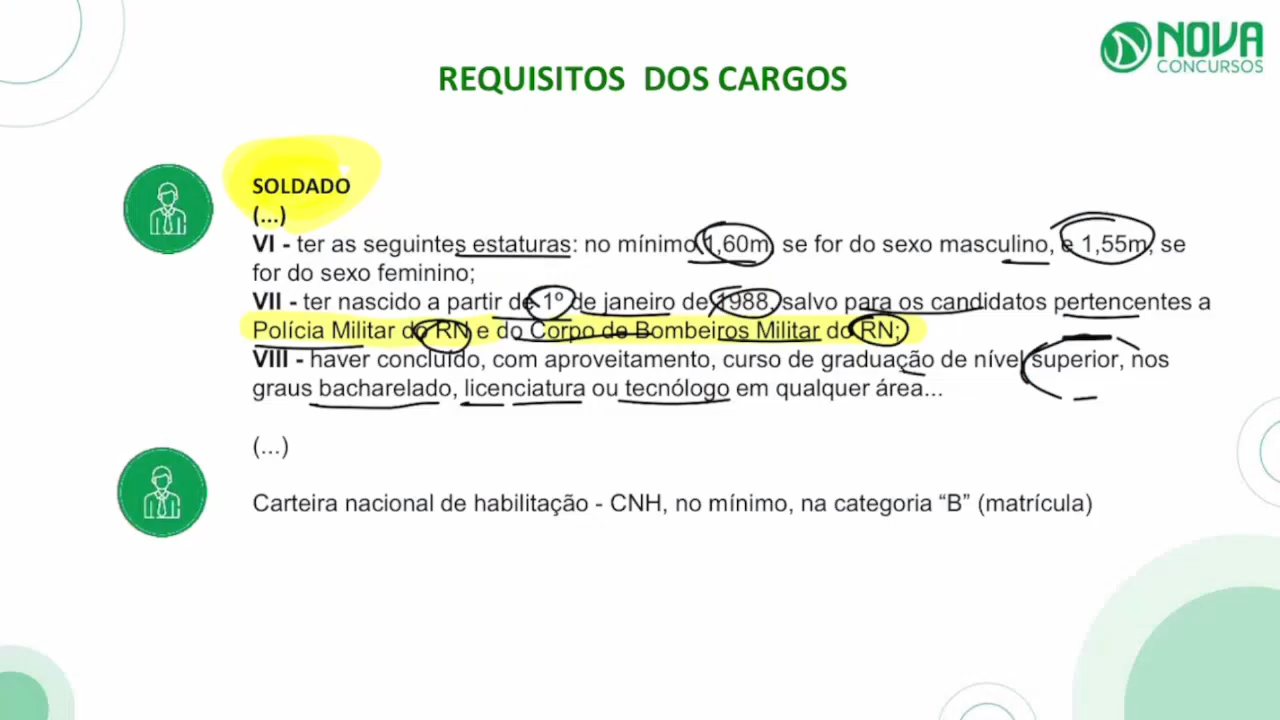 NOVA
CONCURSOS
REQUISITOS DOS CARGOS
SOLDADO
(...)
VI - ter as seguintes estaturas: no mínimo 1,60m, se for do sexo masculino, e 1,55m, se
for do sexo feminino;
VII - ter nascido a partir de 1º de janeiro de 1988, salvo para os candidatos pertencentes a
Polícia Militar do RN e do Corpo de Bombeiros Militar do RN;
VIII - haver concluído, com aproveitamento, curso de graduação de nível superior, nos
graus bacharelado, licenciatura ou tecnólogo em qualquer área...
(...)
Carteira nacional de habilitação - CNH, no mínimo, na categoria “B” (matrícula)